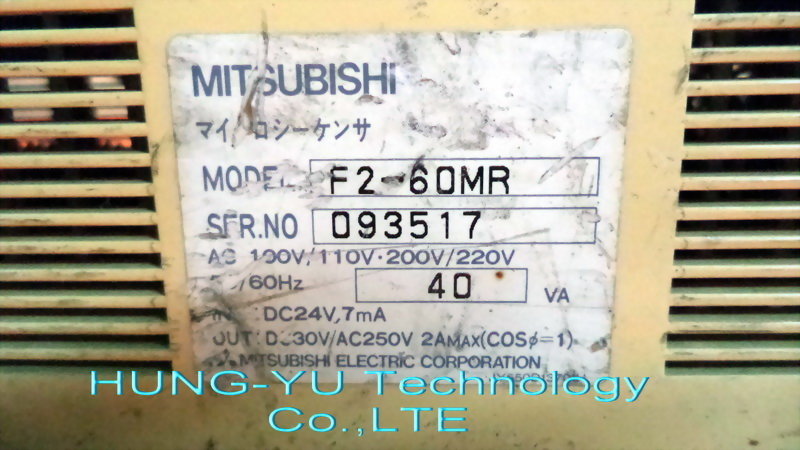 MITSUBISHI
マイ ロシーケンサ
MODEL F2-60MR
SER.NO 093517
AC 100V/110V·200V/220V
/60Hz 40 VA
DC24V,7mA
OUT:DC30V/AC250V 2AMAX(COSφ=1)
MITSUBISHI ELECTRIC CORPORATION
HUNG-YU Technology
Co.,LTE